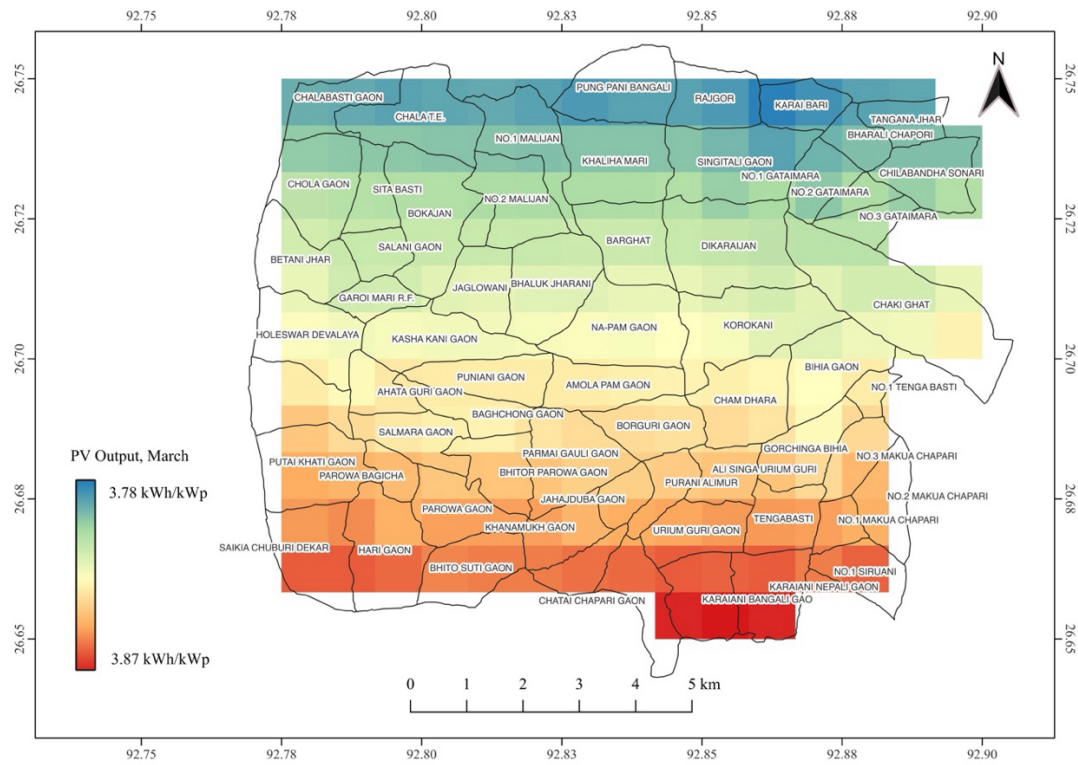 92.75 92.78 92.80 92.83 92.85 92.88 92.90
N
26.75 26.75
PUNG PANI BANGALI
CHALABASTI GAON RAJGOR KARAI BARI
CHALA T.E. TANGANA JHAR
NO.1 MALIJAN BHARALI CHAPORI
KHALIHA MARI SINGITALI GAON
NO.1 GATAIMARA CHILABANDHA SONARI
CHOLA GAON SITA BASTI NO.2 GATAIMARA
NO.2 MALIJAN
BOKAJAN NO.3 GATAIMARA
26.72 26.72
SALANI GAON BARGHAT DIKARAIJAN
BETANI JHAR
JAGLOWANI BHALUK JHARANI
GAROI MARI R.F. CHAKI GHAT
HOLESWAR DEVALAYA KASHA KANI GAON NA-PAM GAON KOROKANI
26.70 26.70
BIHIA GAON
PUNIANI GAON AMOLA PAM GAON NO.1 TENGA BASTI
AHATA GURI GAON CHAM DHARA
BAGHCHONG GAON
SALMARA GAON BORGURI GAON
PARMAI GAULI GAON GORCHINGA BIHIA
PUTAI KHATI GAON NO.3 MAKUA CHAPARI
PAROWA BAGICHA BHITOR PAROWA GAON ALI SINGA URIUM GURI
PURANI ALIMUR
PV Output, March
3.78 kWh/kWp
26.68 26.68
JAHAJDUBA GAON NO.2 MAKUA CHAPARI
PAROWA GAON TENGABASTI NO.1 MAKUA CHAPARI
KHANAMUKH GAON URIUM GURI GAON
SAIKIA CHUBURI DEKAR HARI GAON
BHITO SUTI GAON NO.1 SIRUANI
KARAIANI NEPALI GAON
CHATAI CHAPARI GAON KARAIANI BANGALI GAO
26.65 26.65
3.87 kWh/kWp
0 1 2 3 4 5 km
92.75 92.78 92.80 92.83 92.85 92.88 92.90